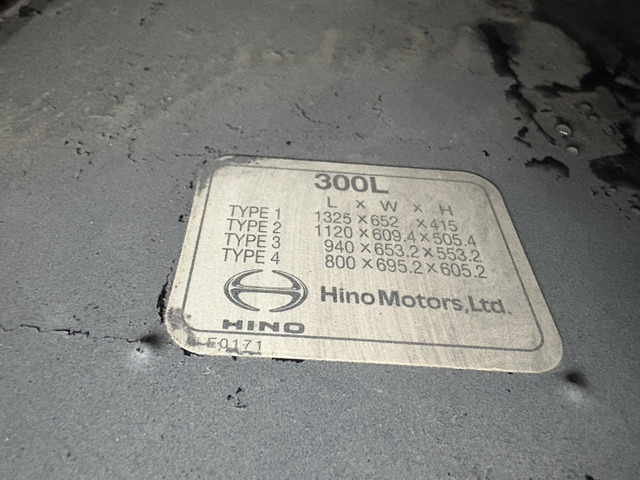 300L
L × W × H
TYPE 1 1325 × 652 × 415
TYPE 2 1120 × 609.4 × 505.4
TYPE 3 940 × 653.2 × 553.2
TYPE 4 800 × 695.2 × 605.2
Hino Motors, Ltd.
HINO
E0171